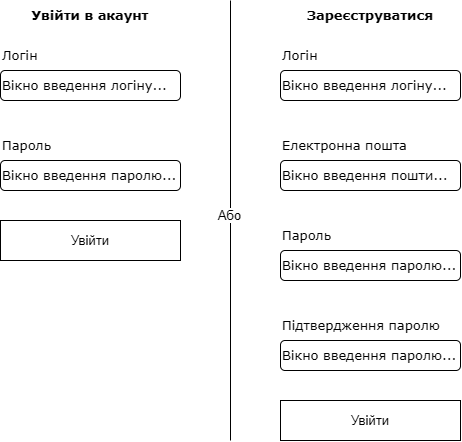 Увійти в акаунт
Логін
Вікно введення логіну...
Пароль
Вікно введення паролю...
Увійти
Або
Зареєструватися
Логін
Вікно введення логіну...
Електронна пошта
Вікно введення пошти...
Пароль
Вікно введення паролю...
Підтвердження паролю
Вікно введення паролю...
Увійти